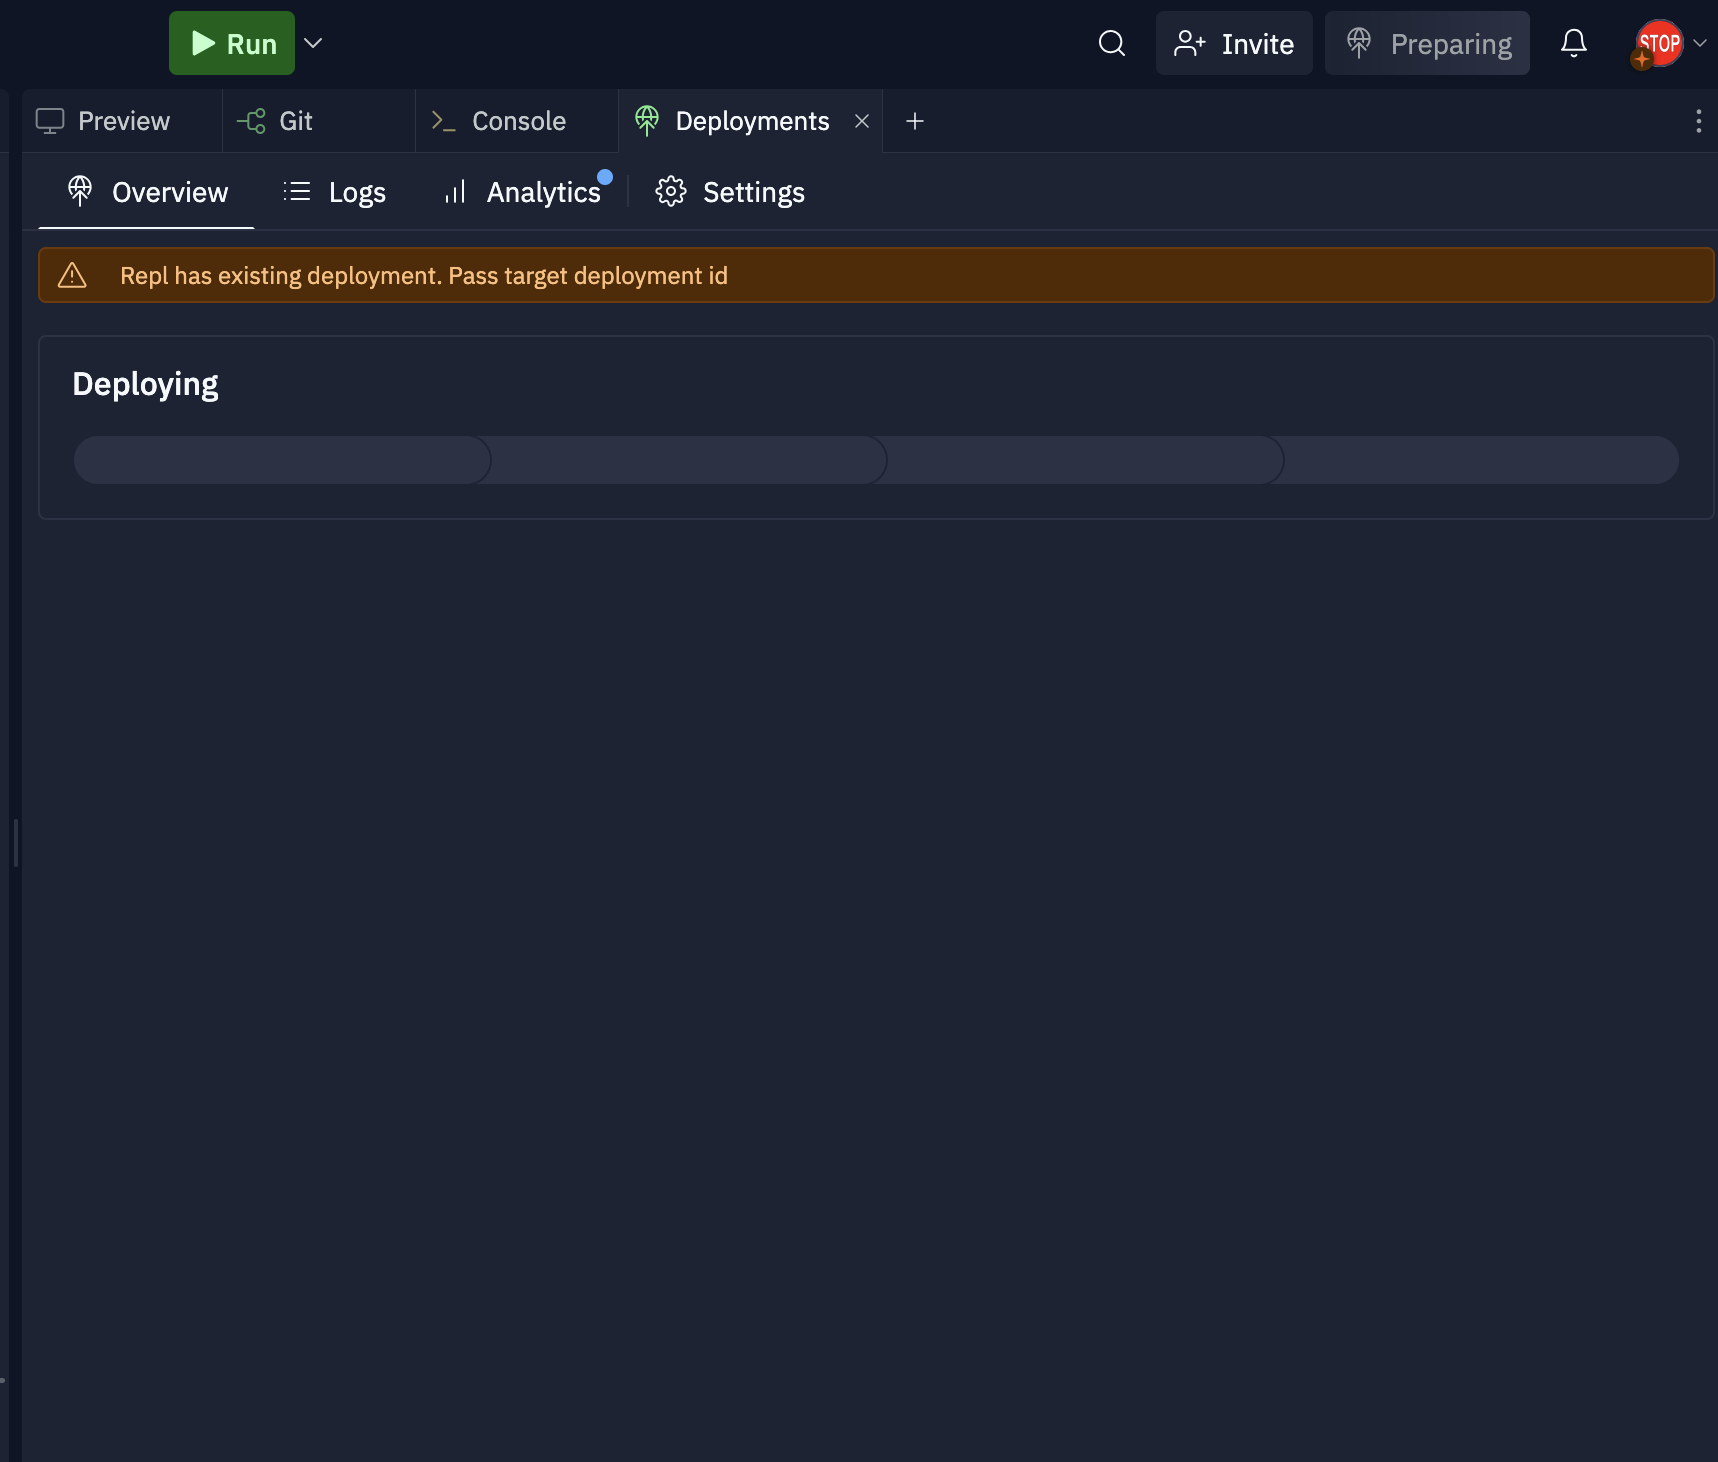 Run
Invite
Preparing
STOP
Preview
Git
Console
Deployments
Overview
Logs
Analytics
Settings
Repl has existing deployment. Pass target deployment id
Deploying